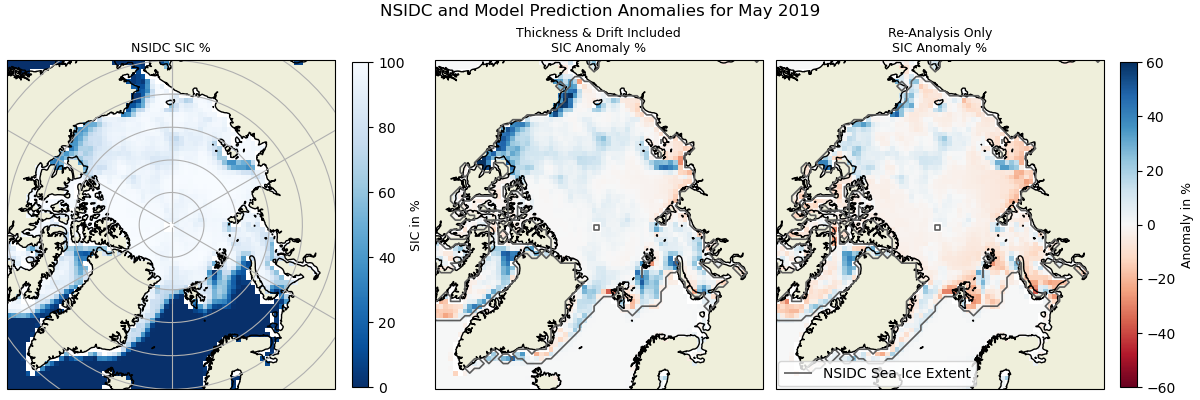 NSIDC and Model Prediction Anomalies for May 2019
NSIDC SIC %
100
80
60
40
20
0
SIC in %
Thickness & Drift Included
SIC Anomaly %
Re-Analysis Only
SIC Anomaly %
NSIDC Sea Ice Extent
60
40
20
0
−20
−40
−60
Anomaly in %